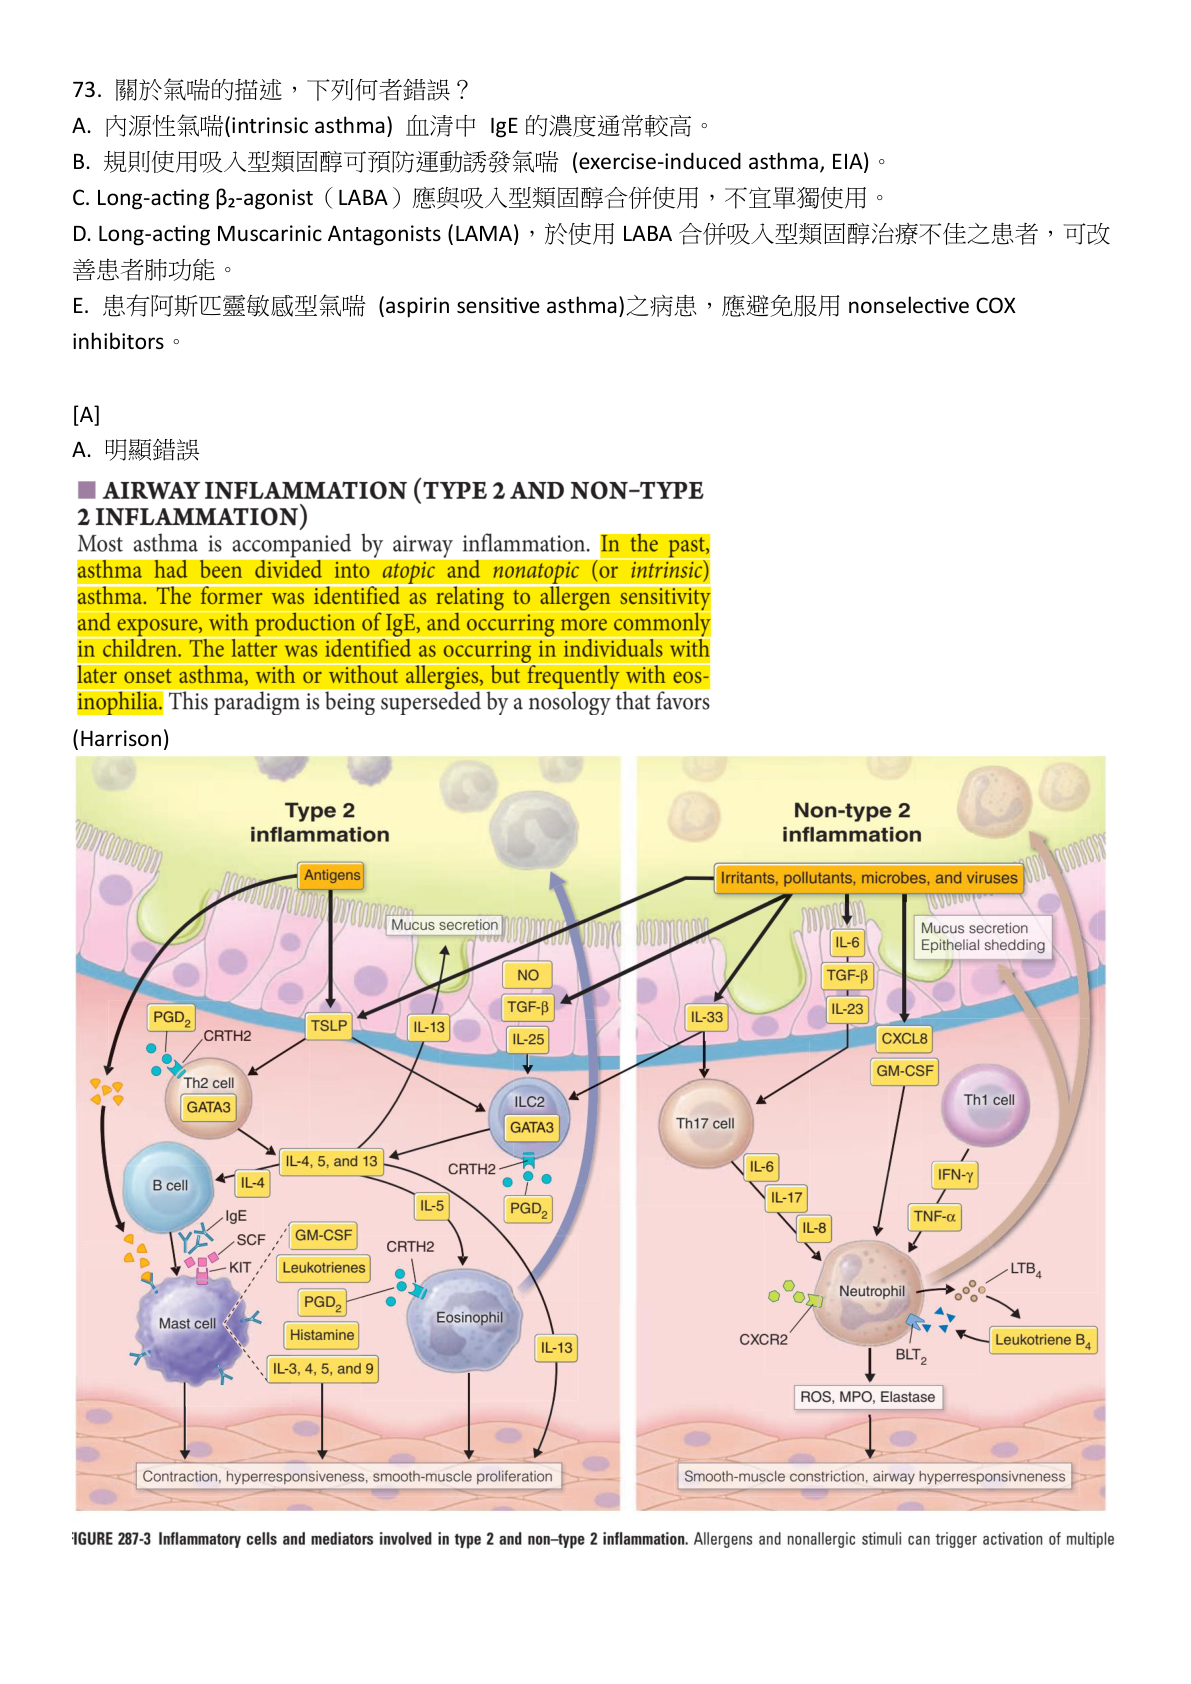 73. 關於氣喘的描述，下列何者錯誤？
A. 內源性氣喘(intrinsic asthma) 血清中 IgE 的濃度通常較高。
B. 規則使用吸入型類固醇可預防運動誘發氣喘 (exercise-induced asthma, EIA)。
C. Long-acting β₂-agonist（LABA）應與吸入型類固醇合併使用，不宜單獨使用。
D. Long-acting Muscarinic Antagonists (LAMA)，於使用 LABA 合併吸入型類固醇治療不佳之患者，可改
善患者肺功能。
E. 患有阿斯匹靈敏感型氣喘 (aspirin sensitive asthma)之病患，應避免服用 nonselective COX
inhibitors。
[A]
A. 明顯錯誤
■ AIRWAY INFLAMMATION (TYPE 2 AND NON–TYPE
2 INFLAMMATION)
Most asthma is accompanied by airway inflammation. In the past,
asthma had been divided into atopic and nonatopic (or intrinsic)
asthma. The former was identified as relating to allergen sensitivity
and exposure, with production of IgE, and occurring more commonly
in children. The latter was identified as occurring in individuals with
later onset asthma, with or without allergies, but frequently with eos-
inophilia. This paradigm is being superseded by a nosology that favors
(Harrison)
Type 2
inflammation
Antigens
Mucus secretion
NO
TGF-β
IL-25
PGD2
CRTH2
TSLP
IL-13
Th2 cell
GATA3
ILC2
GATA3
IL-4, 5, and 13
CRTH2
PGD2
B cell
IL-4
IL-5
IgE
SCF
KIT
GM-CSF
Leukotrienes
PGD2
Histamine
IL-3, 4, 5, and 9
CRTH2
Mast cell
Eosinophil
IL-13
Contraction, hyperresponsiveness, smooth-muscle proliferation
Non-type 2
inflammation
Irritants, pollutants, microbes, and viruses
IL-6
TGF-β
IL-23
Mucus secretion
Epithelial shedding
IL-33
CXCL8
GM-CSF
Th17 cell
Th1 cell
IL-6
IL-17
IL-8
IFN-γ
TNF-α
Neutrophil
LTB4
CXCR2
BLT2
Leukotriene B4
ROS, MPO, Elastase
Smooth-muscle constriction, airway hyperresponsivneness
FIGURE 287-3 Inflammatory cells and mediators involved in type 2 and non–type 2 inflammation. Allergens and nonallergic stimuli can trigger activation of multiple